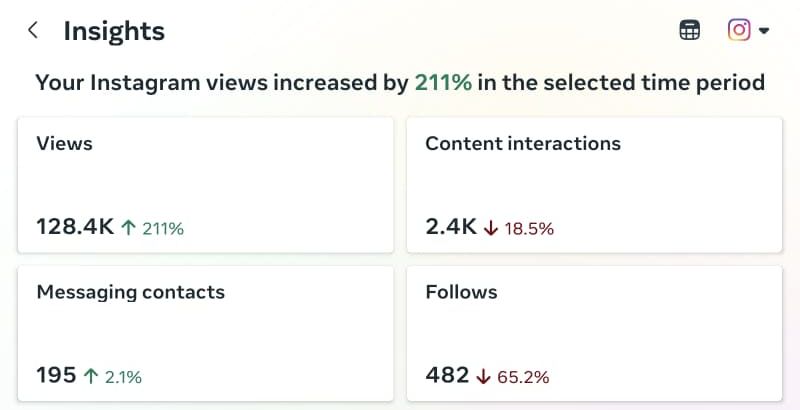 Insights
Your Instagram views increased by 211% in the selected time period
Views
128.4K ↑ 211%
Content interactions
2.4K ↓ 18.5%
Messaging contacts
195 ↑ 2.1%
Follows
482 ↓ 65.2%